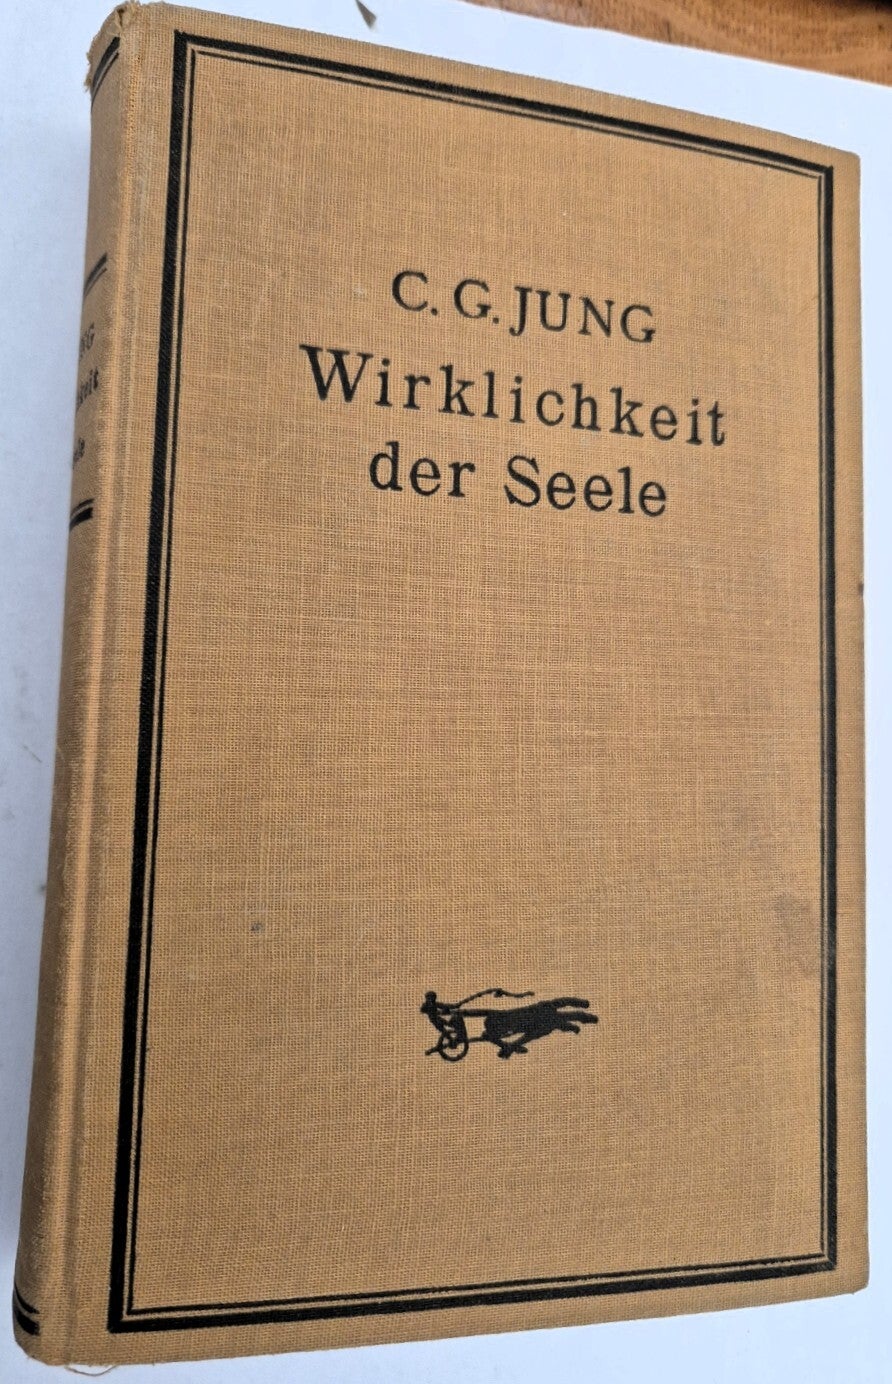 C. G. JUNG
Wirklichkeit
der Seele